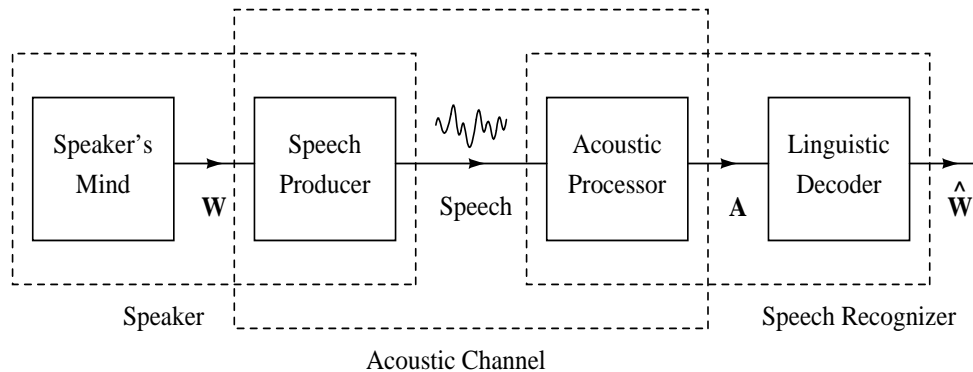 Speaker's
Mind
Speech
Producer
Acoustic
Processor
Linguistic
Decoder
W
Speech
A
Ŵ
Speaker
Speech Recognizer
Acoustic Channel